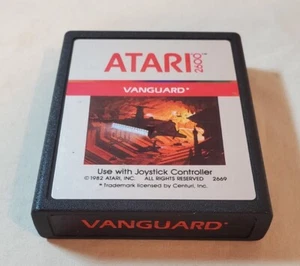 ATARI 2600™
VANGUARD*
Use with Joystick Controller
©1982 ATARI, INC. ALL RIGHTS RESERVED 2669
* Trademark licensed by Centuri, Inc.
VANGUARD*